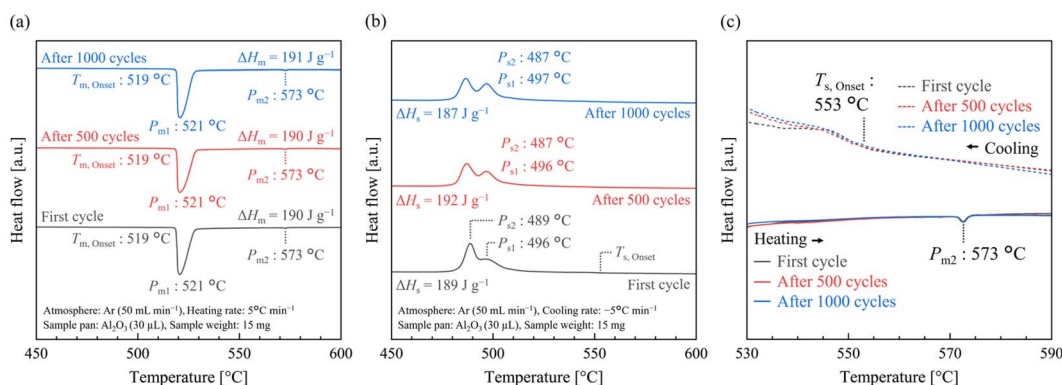 (a)
After 1000 cycles
ΔHm = 191 J g−1
Tm, Onset : 519 °C
Pm2 : 573 °C
Pm1 : 521 °C
After 500 cycles
ΔHm = 190 J g−1
Tm, Onset : 519 °C
Pm2 : 573 °C
Pm1 : 521 °C
First cycle
ΔHm = 190 J g−1
Tm, Onset : 519 °C
Pm2 : 573 °C
Pm1 : 521 °C
Atmosphere: Ar (50 mL min−1), Heating rate: 5°C min−1
Sample pan: Al2O3 (30 µL), Sample weight: 15 mg
Heat flow [a.u.]
450 500 550 600
Temperature [°C]
(b)
Ps2 : 487 °C
Ps1 : 497 °C
ΔHs = 187 J g−1
After 1000 cycles
Ps2 : 487 °C
Ps1 : 496 °C
ΔHs = 192 J g−1
After 500 cycles
Ps2 : 489 °C
Ps1 : 496 °C
Ts, Onset
ΔHs = 189 J g−1
First cycle
Atmosphere: Ar (50 mL min−1), Cooling rate: −5°C min−1
Sample pan: Al2O3 (30 µL), Sample weight: 15 mg
Heat flow [a.u.]
450 500 550 600
Temperature [°C]
(c)
Ts, Onset :
553 °C
First cycle
After 500 cycles
After 1000 cycles
← Cooling
Heating →
Pm2 : 573 °C
First cycle
After 500 cycles
After 1000 cycles
Heat flow [a.u.]
530 540 550 560 570 580 590
Temperature [°C]